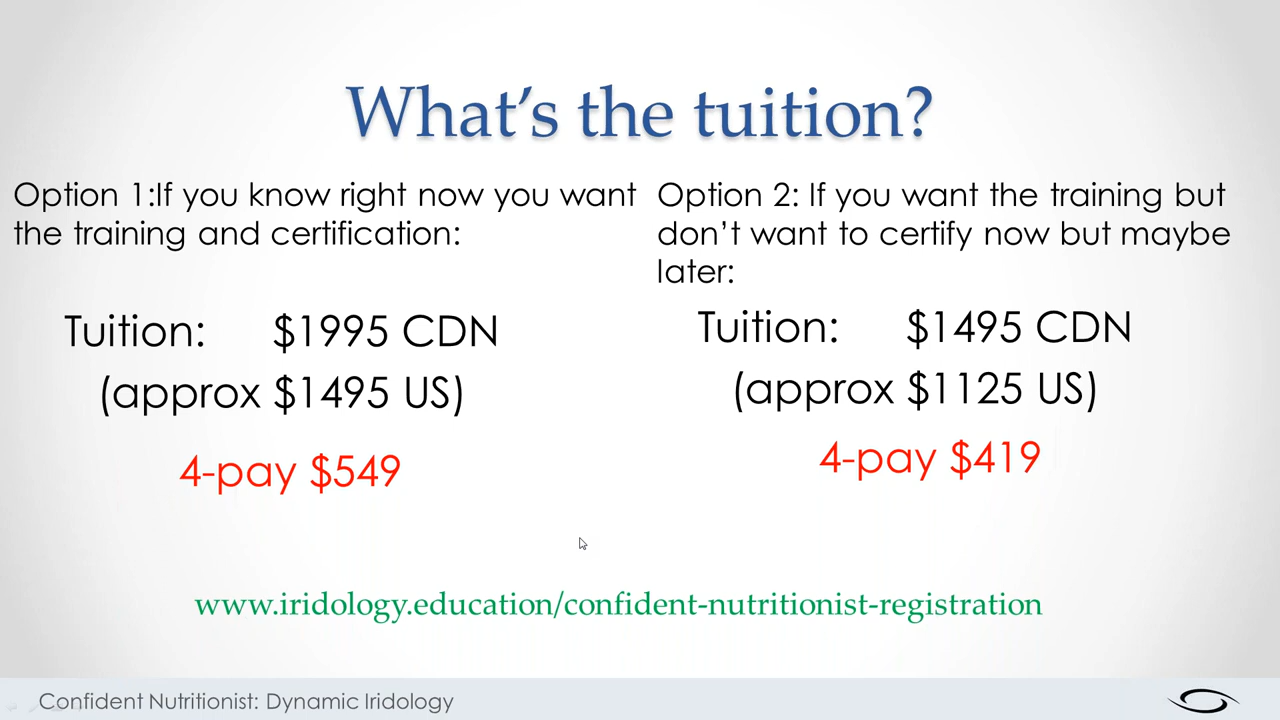 What's the tuition?
Option 1:If you know right now you want
the training and certification:
Tuition: $1995 CDN
(approx $1495 US)
4-pay $549
Option 2: If you want the training but
don't want to certify now but maybe
later:
Tuition: $1495 CDN
(approx $1125 US)
4-pay $419
www.iridology.education/confident-nutritionist-registration
Confident Nutritionist: Dynamic Iridology